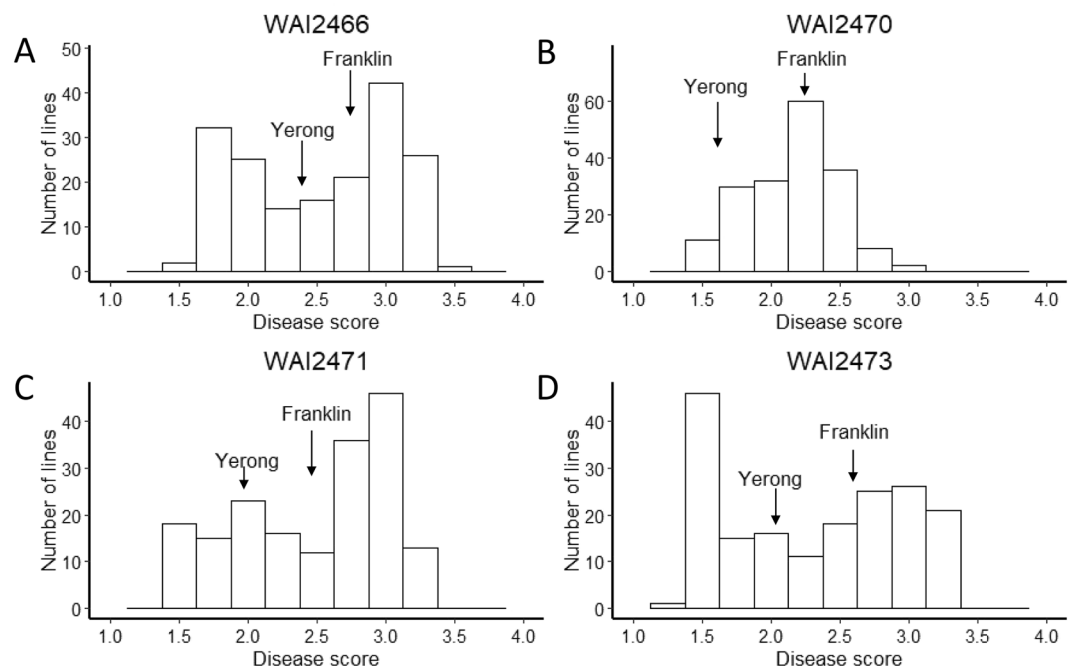 A
WAI2466
Number of lines
50
40
30
20
10
0
Franklin
Yerong
1.0 1.5 2.0 2.5 3.0 3.5 4.0
Disease score
B
WAI2470
Number of lines
60
40
20
0
Franklin
Yerong
1.0 1.5 2.0 2.5 3.0 3.5 4.0
Disease score
C
WAI2471
Number of lines
40
30
20
10
0
Franklin
Yerong
1.0 1.5 2.0 2.5 3.0 3.5 4.0
Disease score
D
WAI2473
Number of lines
40
30
20
10
0
Franklin
Yerong
1.0 1.5 2.0 2.5 3.0 3.5 4.0
Disease score